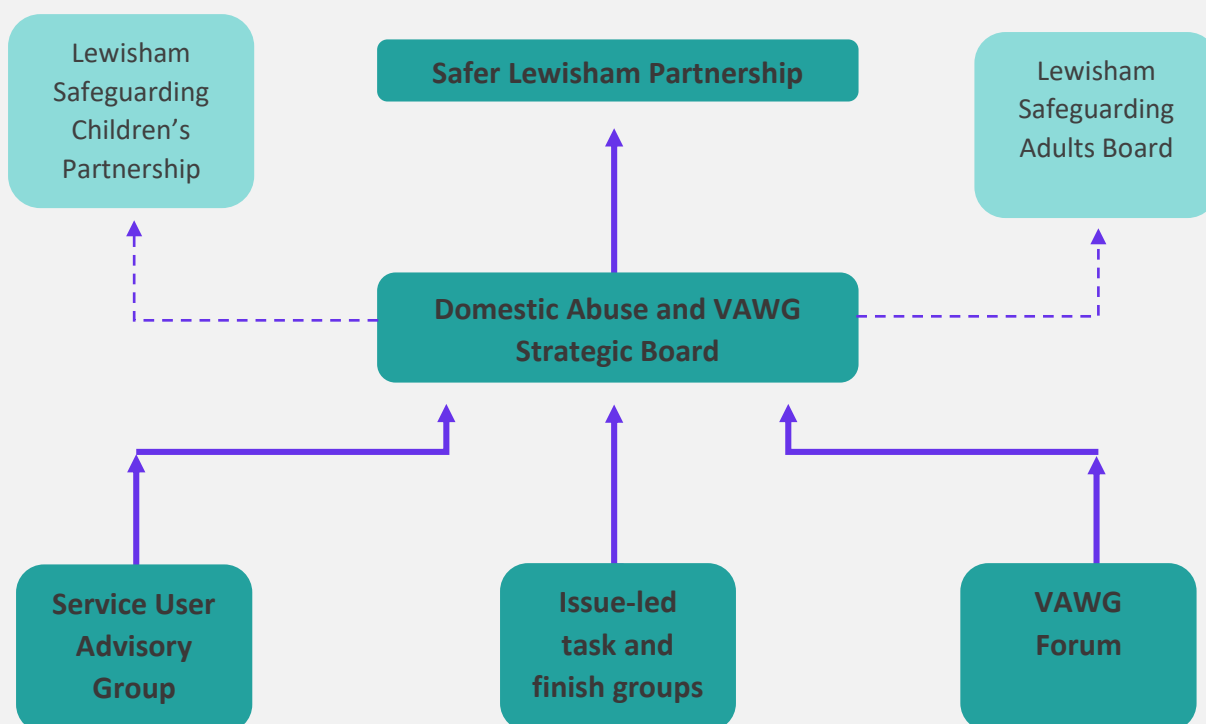 Lewisham
Safeguarding
Children’s
Partnership
Safer Lewisham Partnership
Lewisham
Safeguarding
Adults Board
Domestic Abuse and VAWG
Strategic Board
Service User
Advisory
Group
Issue-led
task and
finish groups
VAWG
Forum